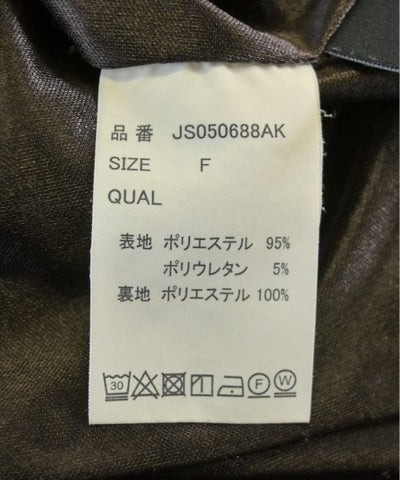 品番 JS050688AK
SIZE F
QUAL
表地 ポリエステル 95%
ポリウレタン 5%
裏地 ポリエステル 100%
30 F W